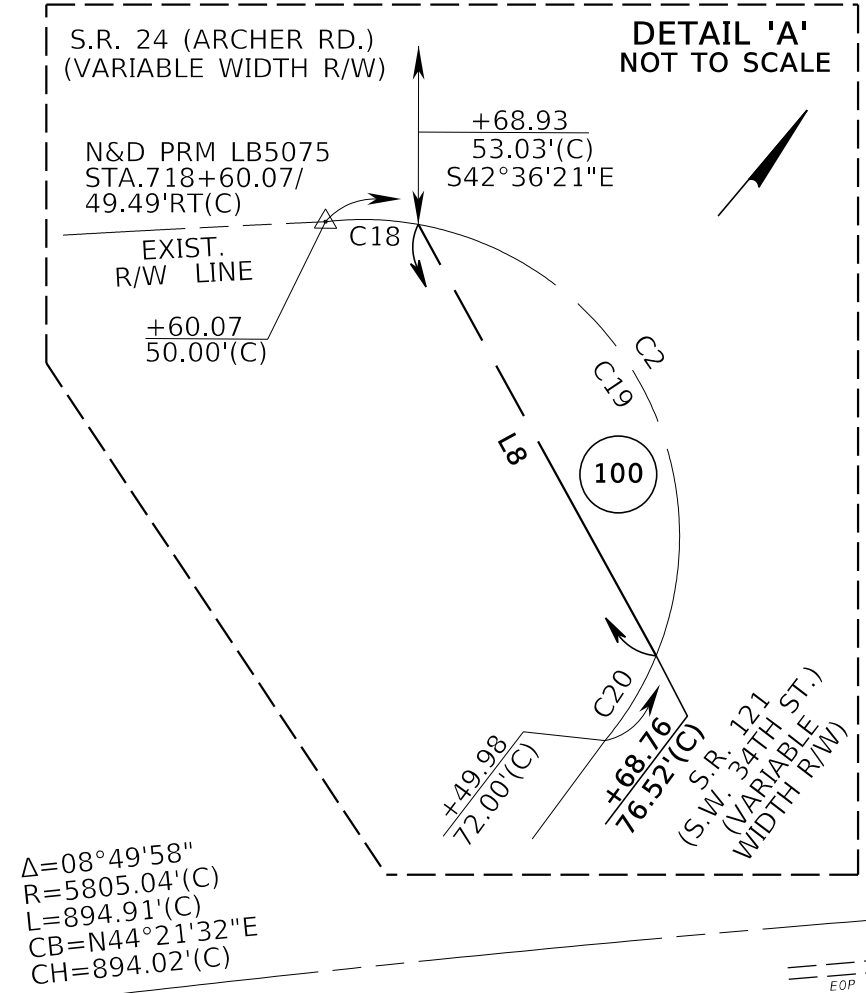 S.R. 24 (ARCHER RD.)
(VARIABLE WIDTH R/W)
DETAIL 'A'
NOT TO SCALE
+68.93
53.03'(C)
S42°36'21"E
N&D PRM LB5075
STA.718+60.07/
49.49'RT(C)
C18
EXIST.
R/W LINE
+60.07
50.00'(C)
C2
C19
L8
100
C20
+49.98
72.00'(C)
+68.76
76.52'(C)
S.R. 121
(S.W. 34TH ST.)
(VARIABLE
WIDTH R/W)
Δ=08°49'58"
R=5805.04'(C)
L=894.91'(C)
CB=N44°21'32"E
CH=894.02'(C)
EOP